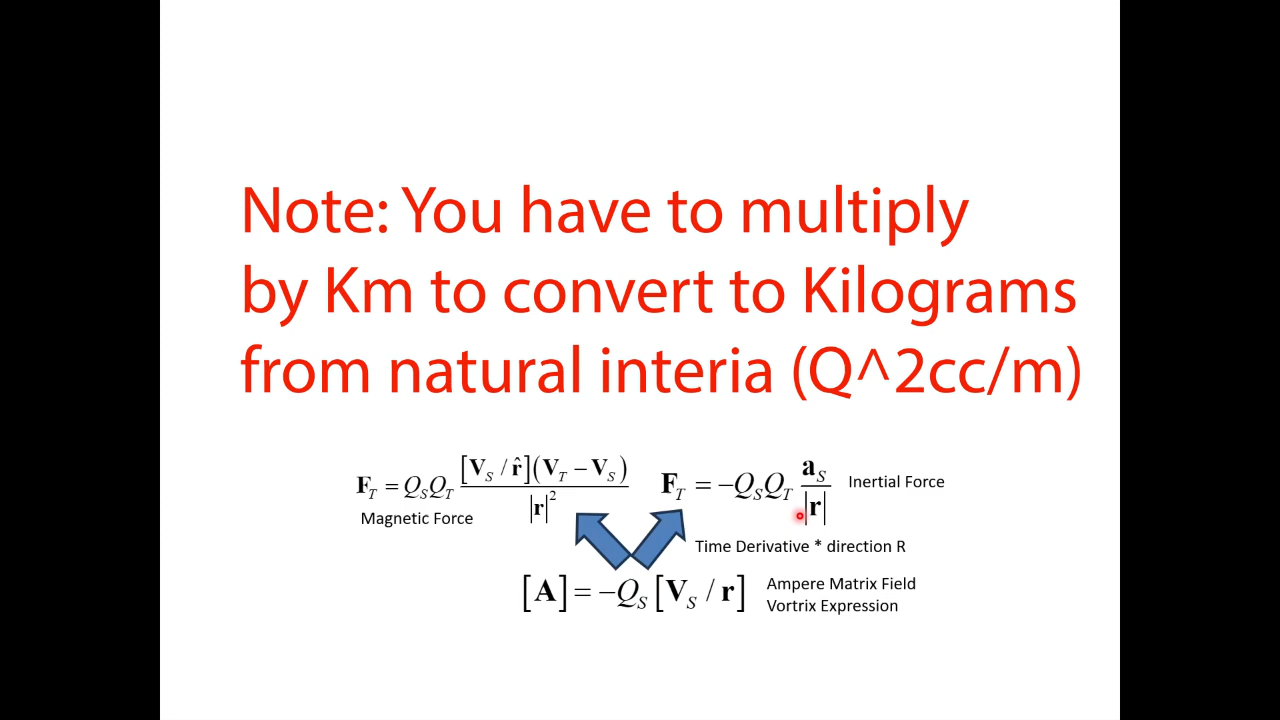 Note: You have to multiply
by Km to convert to Kilograms
from natural interia (Q^2cc/m)
F_T = Q_S Q_T [V_S / r̂](V_T − V_S) / |r|^2
Magnetic Force
F_T = −Q_S Q_T a_S / |r|
Inertial Force
Time Derivative * direction R
[A] = −Q_S [V_S / r]
Ampere Matrix Field
Vortrix Expression